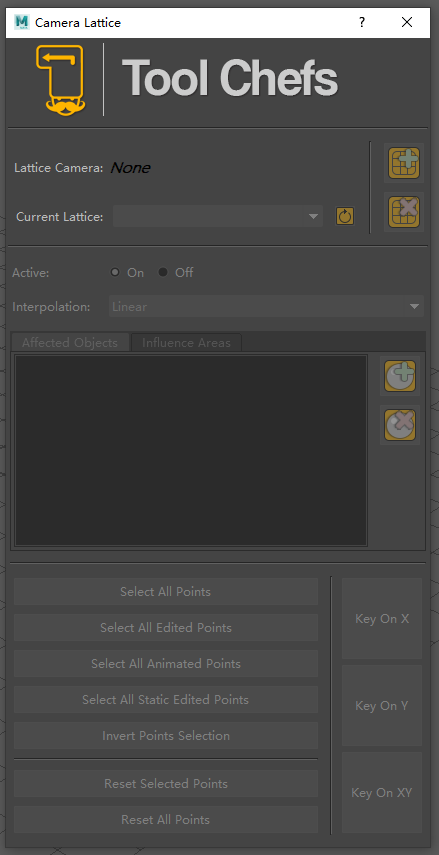 Camera Lattice
?
Tool Chefs
Lattice Camera: None
Current Lattice:
Active: On Off
Interpolation: Linear
Affected Objects Influence Areas
Select All Points
Select All Edited Points
Select All Animated Points
Select All Static Edited Points
Invert Points Selection
Reset Selected Points
Reset All Points
Key On X
Key On Y
Key On XY